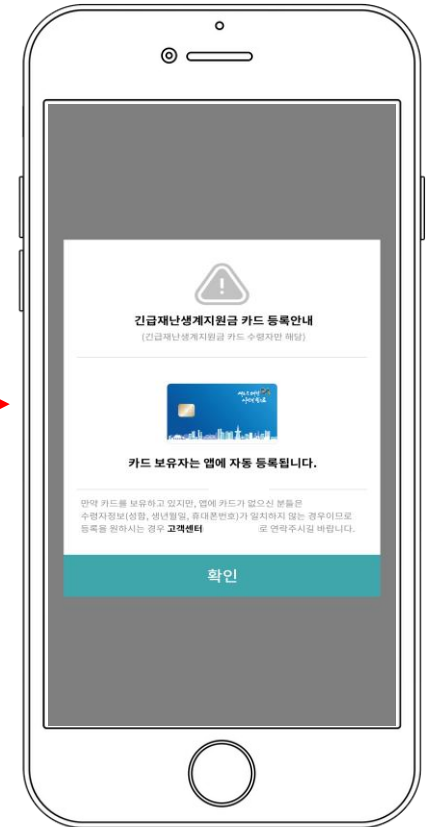 긴급재난생계지원금 카드 등록안내
(긴급재난생계지원금 카드 수령자만 해당)
카드 보유자는 앱에 자동 등록됩니다.
만약 카드를 보유하고 있지만, 앱에 카드가 없으신 분들은
수령자정보(성함, 생년월일, 휴대폰번호)가 일치하지 않는 경우이므로
등록을 원하시는 경우 고객센터 로 연락주시길 바랍니다.
확인